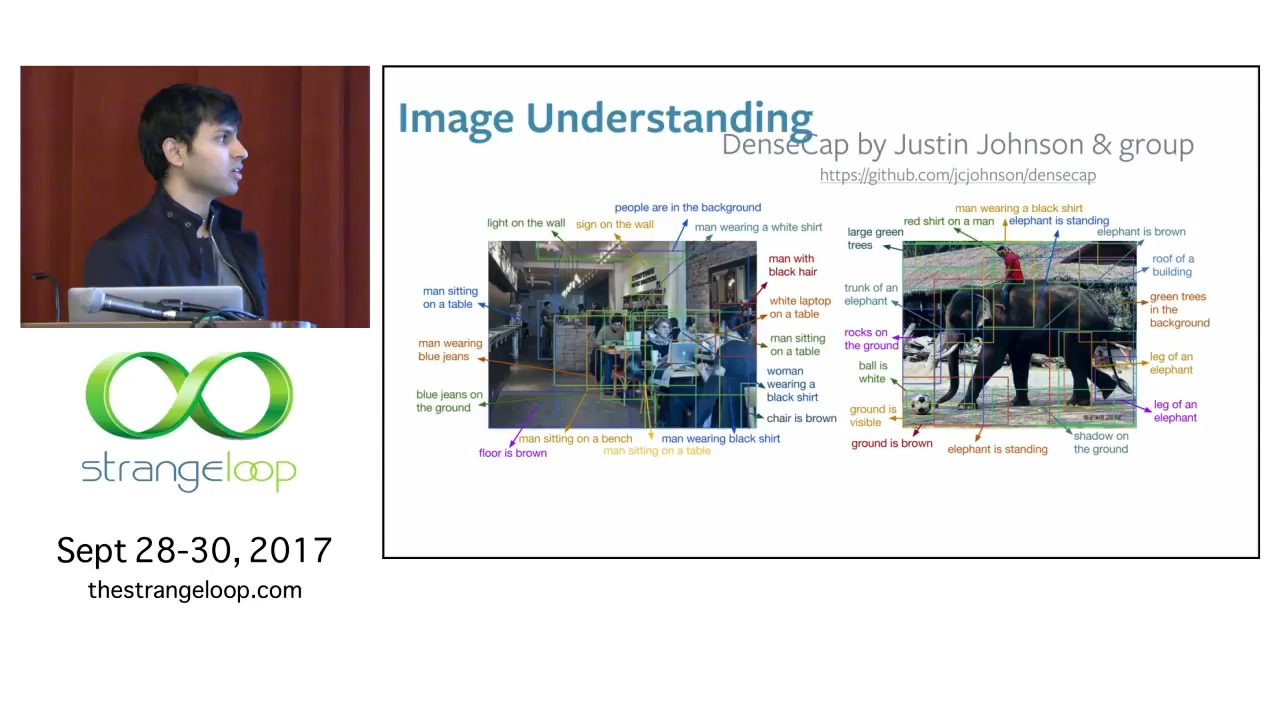 Image Understanding
DenseCap by Justin Johnson & group
https://github.com/jcjohnson/densecap
people are in the background
light on the wall
sign on the wall
man wearing a white shirt
man with
black hair
man sitting
on a table
white laptop
on a table
man wearing
blue jeans
man sitting
on a table
woman
wearing a
black shirt
blue jeans on
the ground
chair is brown
man sitting on a bench
man wearing black shirt
floor is brown
man sitting on a table
man wearing a black shirt
red shirt on a man
elephant is standing
large green
trees
elephant is brown
roof of a
building
trunk of an
elephant
green trees
in the
background
rocks on
the ground
leg of an
elephant
ball is
white
leg of an
elephant
ground is
visible
ground is brown
elephant is standing
shadow on
the ground
strangeloop
Sept 28-30, 2017
thestrangeloop.com